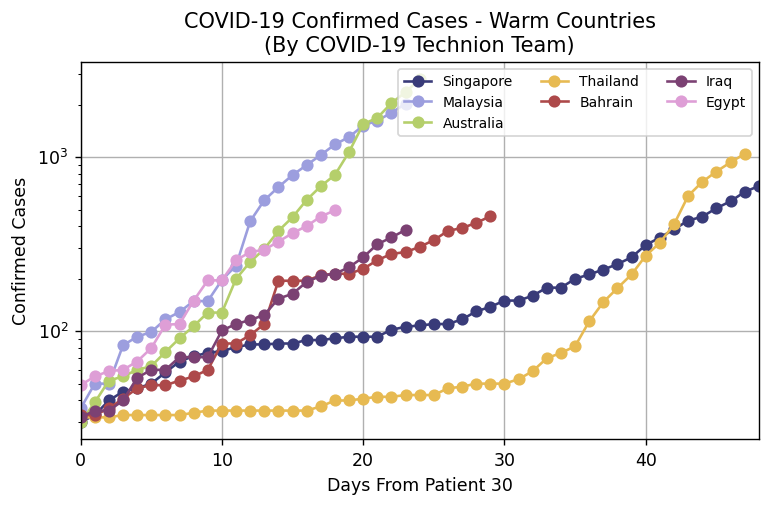 COVID-19 Confirmed Cases - Warm Countries
(By COVID-19 Technion Team)
Singapore
Malaysia
Australia
Thailand
Bahrain
Iraq
Egypt
10³
10²
Confirmed Cases
0 10 20 30 40
Days From Patient 30